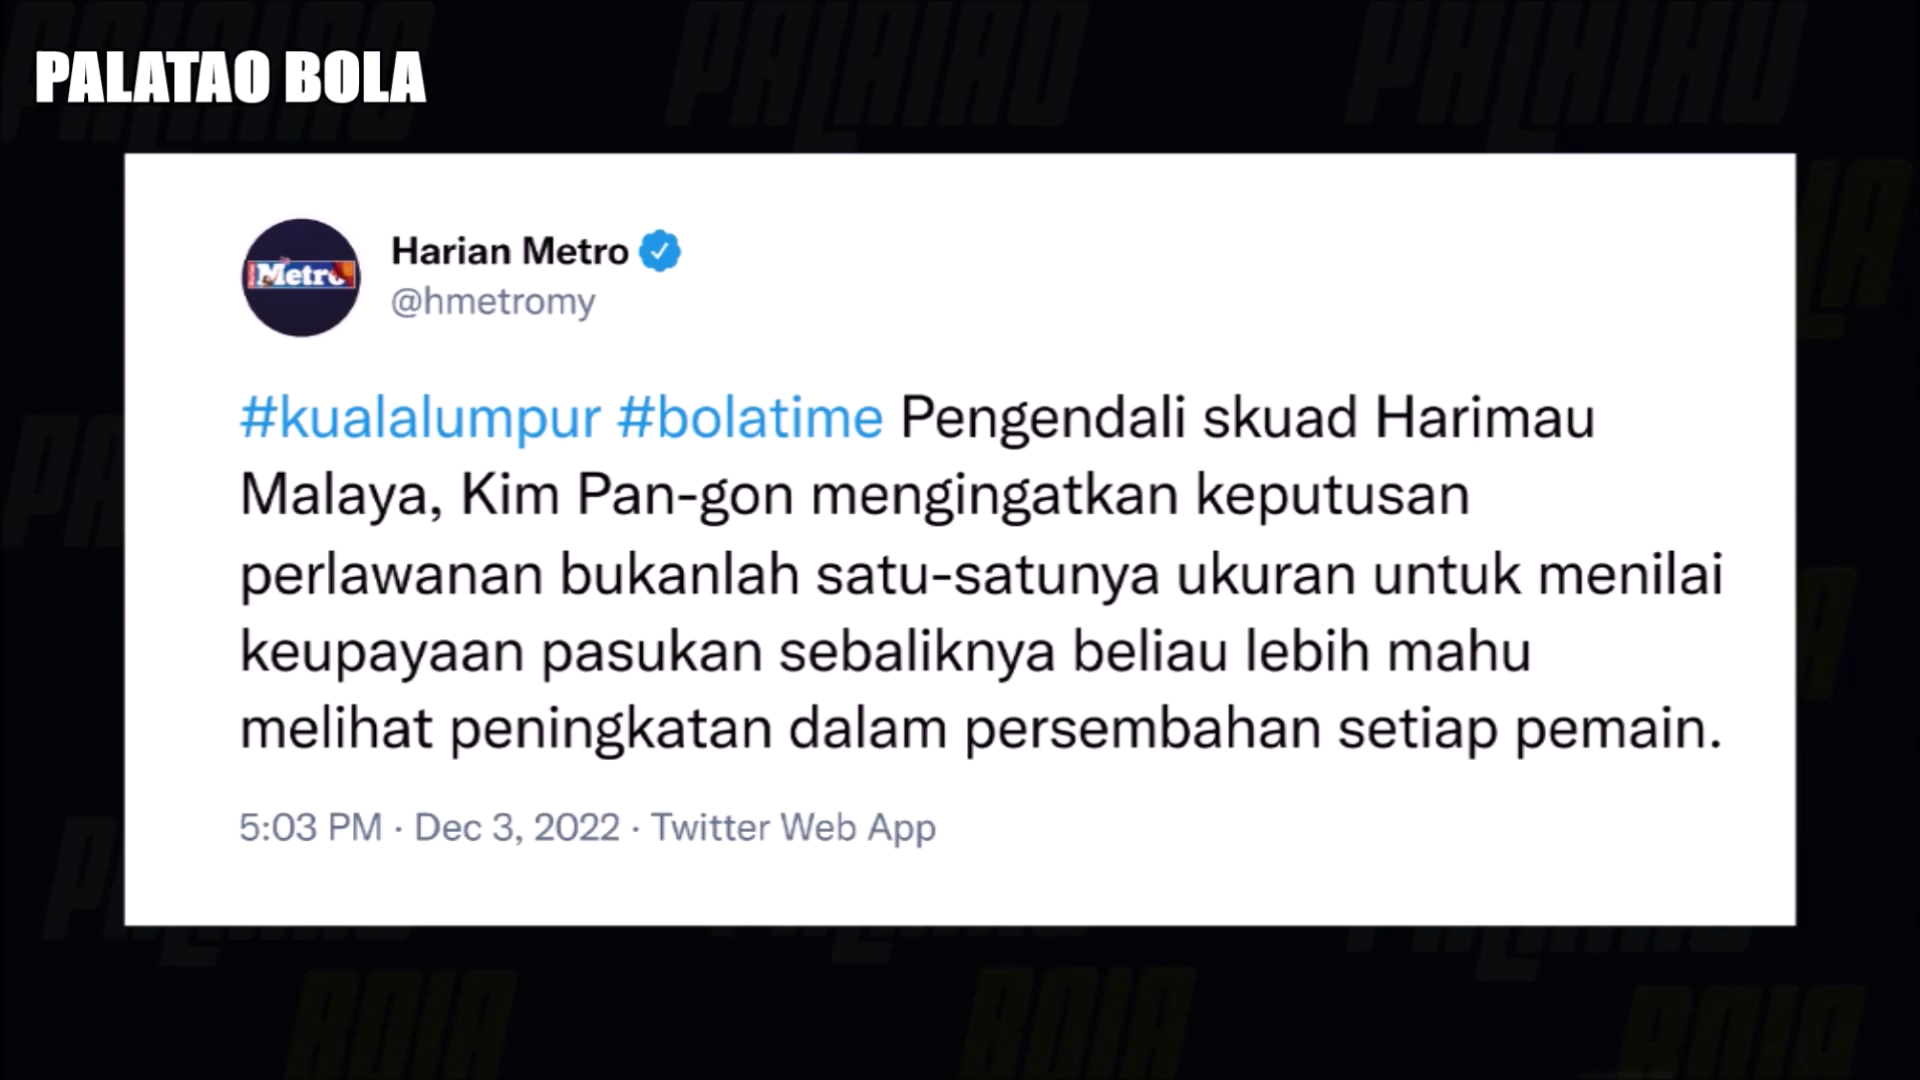 PALATAO BOLA
Metro
Harian Metro
@hmetromy
#kualalumpur #bolatime Pengendali skuad Harimau
Malaya, Kim Pan-gon mengingatkan keputusan
perlawanan bukanlah satu-satunya ukuran untuk menilai
keupayaan pasukan sebaliknya beliau lebih mahu
melihat peningkatan dalam persembahan setiap pemain.
5:03 PM · Dec 3, 2022 · Twitter Web App